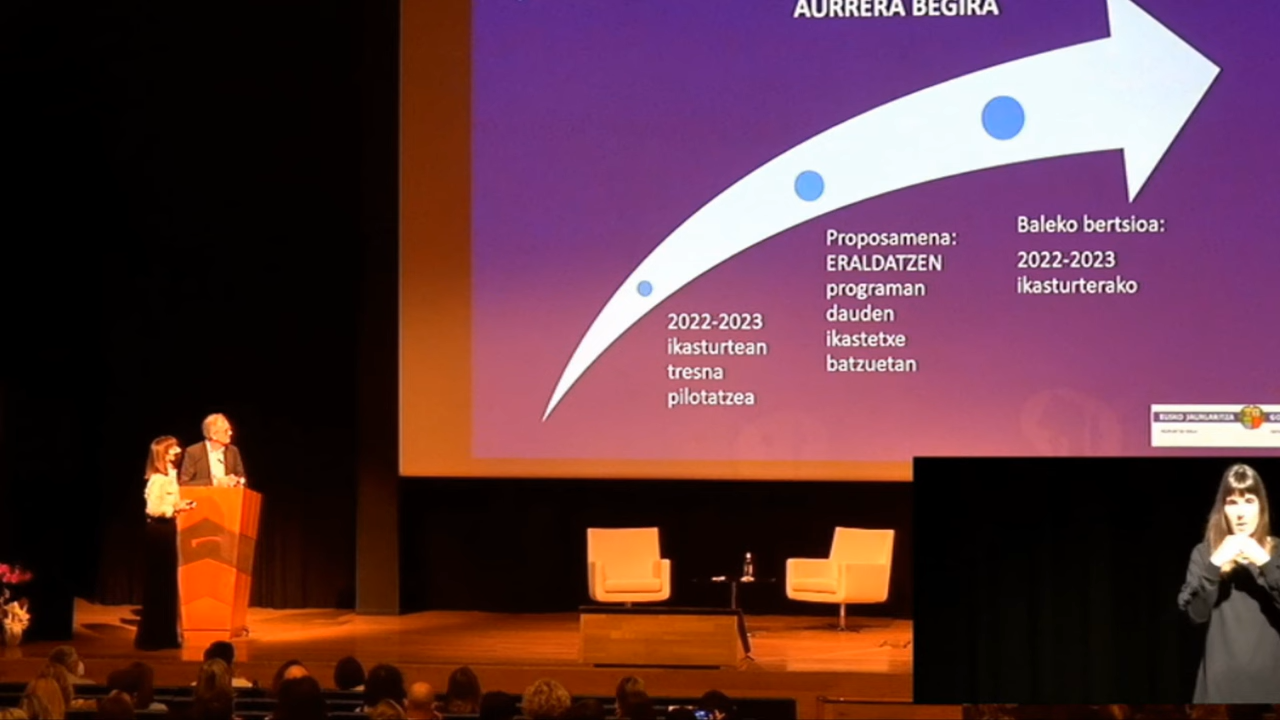 AURRERA BEGIRA
2022-2023
ikasturtean
tresna
pilotatzea
Proposamena:
ERALDATZEN
programan
dauden
ikastetxe
batzuetan
Baleko bertsioa:
2022-2023
ikasturterako
EUSKO JAURLARITZA